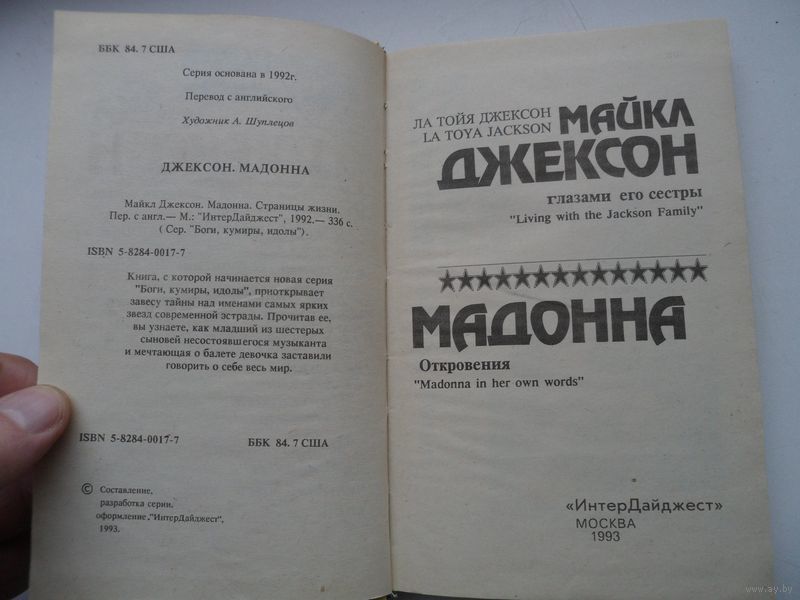 ББК 84. 7 США
Серия основана в 1992г.
Перевод с английского
Художник А. Шуплецов
ДЖЕКСОН. МАДОННА
Майкл Джексон. Мадонна. Страницы жизни.
Пер. с англ.— М.: "ИнтерДайджест", 1992.— 336 с.
( Сер. "Боги, кумиры, идолы").
ISBN 5-8284-0017-7
Книга, с которой начинается новая серия
"Боги, кумиры, идолы", приоткрывает
завесу тайны над именами самых ярких
звезд современной эстрады. Прочитав ее,
вы узнаете, как младший из шестерых
сыновей несостоявшегося музыканта
и мечтающая о балете девочка заставили
говорить о себе весь мир.
ISBN 5-8284-0017-7 ББК 84. 7 США
© Составление,
разработка серии.
оформление,"ИнтерДайджест",
1993.
ЛА ТОЙЯ ДЖЕКСОН
LA TOYA JACKSON
МАЙКЛ
ДЖЕКСОН
глазами его сестры
"Living with the Jackson Family"
МАДОННА
Откровения
"Madonna in her own words"
«ИнтерДайджест»
МОСКВА
1993
www.ay.by